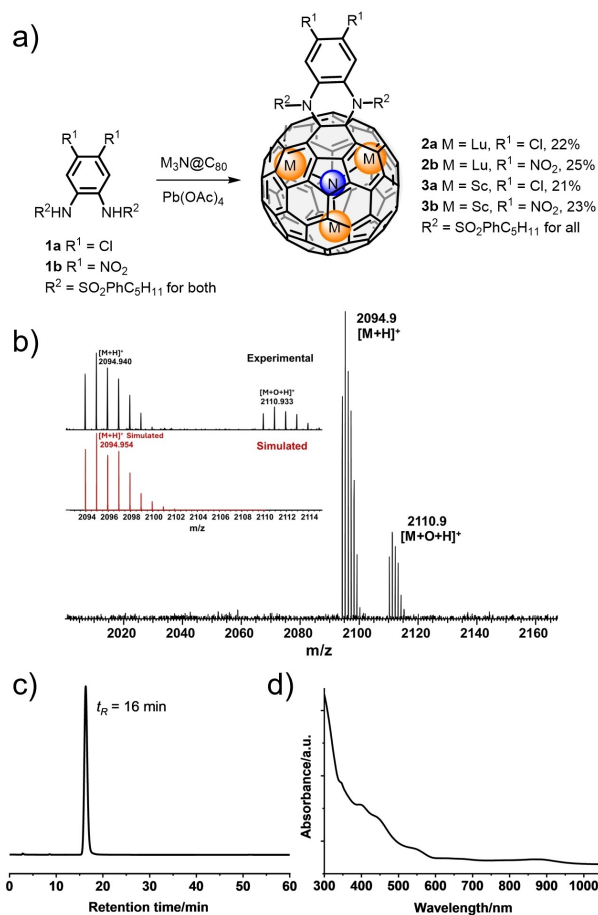 a)
R¹ R¹
R²HN NHR²
M₃N@C₈₀
Pb(OAc)₄
R¹ R¹
R² N N R²
M M
N
M
1a R¹ = Cl
1b R¹ = NO₂
R² = SO₂PhC₅H₁₁ for both
2a M = Lu, R¹ = Cl, 22%
2b M = Lu, R¹ = NO₂, 25%
3a M = Sc, R¹ = Cl, 21%
3b M = Sc, R¹ = NO₂, 23%
R² = SO₂PhC₅H₁₁ for all
b)
[M+H]⁺
2094.940
Experimental
[M+O+H]⁺
2110.933
[M+H]⁺ Simulated
2094.954
Simulated
2094 2096 2098 2100 2102 2104 2106 2108 2110 2112 2114
m/z
2094.9
[M+H]⁺
2110.9
[M+O+H]⁺
2020 2040 2060 2080 2100 2120 2140 2160
m/z
c)
tR = 16 min
0 10 20 30 40 50 60
Retention time/min
d)
Absorbance/a.u.
300 400 500 600 700 800 900 1000
Wavelength/nm